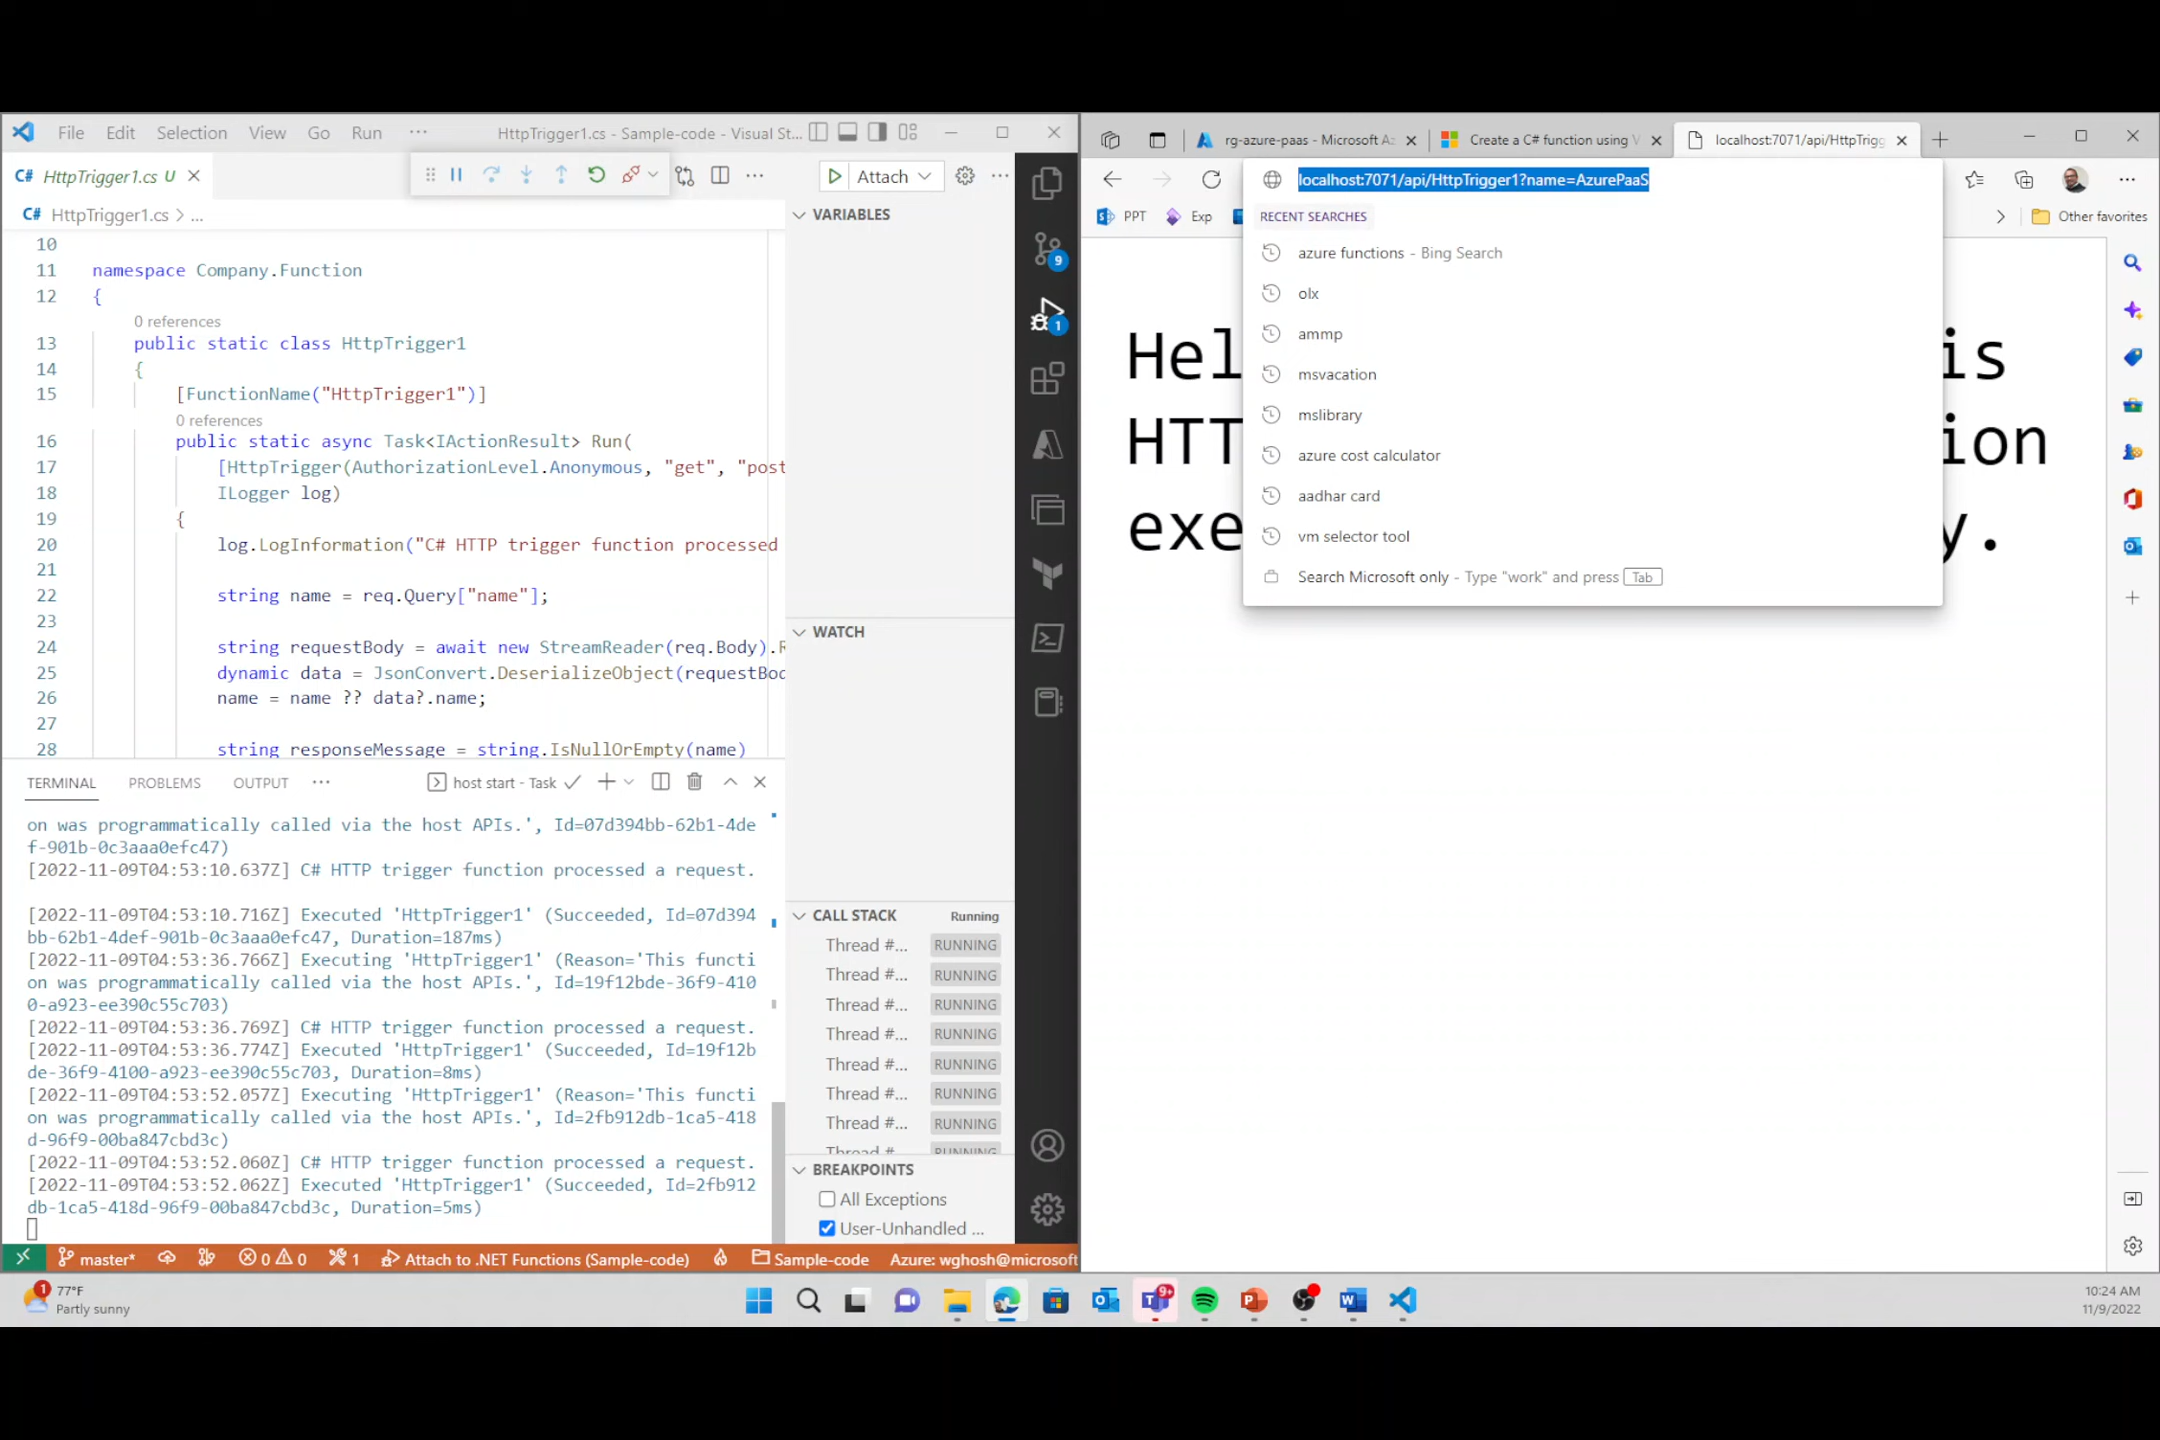 File Edit Selection View Go Run ··· HttpTrigger1.cs - Sample-code - Visual St...
C# HttpTrigger1.cs U
Attach
C# HttpTrigger1.cs > ...
10
11 namespace Company.Function
12 {
0 references
13 public static class HttpTrigger1
14 {
15 [FunctionName("HttpTrigger1")]
0 references
16 public static async Task<IActionResult> Run(
17 [HttpTrigger(AuthorizationLevel.Anonymous, "get", "post
18 ILogger log)
19 {
20 log.LogInformation("C# HTTP trigger function processed
21
22 string name = req.Query["name"];
23
24 string requestBody = await new StreamReader(req.Body).R
25 dynamic data = JsonConvert.DeserializeObject(requestBod
26 name = name ?? data?.name;
27
28 string responseMessage = string.IsNullOrEmpty(name)
TERMINAL PROBLEMS OUTPUT ··· host start - Task
on was programmatically called via the host APIs.', Id=07d394bb-62b1-4de
f-901b-0c3aaa0efc47)
[2022-11-09T04:53:10.637Z] C# HTTP trigger function processed a request.
[2022-11-09T04:53:10.716Z] Executed 'HttpTrigger1' (Succeeded, Id=07d394
bb-62b1-4def-901b-0c3aaa0efc47, Duration=187ms)
[2022-11-09T04:53:36.766Z] Executing 'HttpTrigger1' (Reason='This functi
on was programmatically called via the host APIs.', Id=19f12bde-36f9-410
0-a923-ee390c55c703)
[2022-11-09T04:53:36.769Z] C# HTTP trigger function processed a request.
[2022-11-09T04:53:36.774Z] Executed 'HttpTrigger1' (Succeeded, Id=19f12b
de-36f9-4100-a923-ee390c55c703, Duration=8ms)
[2022-11-09T04:53:52.057Z] Executing 'HttpTrigger1' (Reason='This functi
on was programmatically called via the host APIs.', Id=2fb912db-1ca5-418
d-96f9-00ba847cbd3c)
[2022-11-09T04:53:52.060Z] C# HTTP trigger function processed a request.
[2022-11-09T04:53:52.062Z] Executed 'HttpTrigger1' (Succeeded, Id=2fb912
db-1ca5-418d-96f9-00ba847cbd3c, Duration=5ms)
VARIABLES
WATCH
CALL STACK Running
Thread #... RUNNING
Thread #... RUNNING
Thread #... RUNNING
Thread #... RUNNING
Thread #... RUNNING
Thread #... RUNNING
Thread #... RUNNING
Thread #... RUNNING
BREAKPOINTS
All Exceptions
User-Unhandled ...
9
1
master* 0 0 1 Attach to .NET Functions (Sample-code) Sample-code Azure: wghosh@microsoft
rg-azure-paas - Microsoft Az
Create a C# function using V
localhost:7071/api/HttpTrigg
localhost:7071/api/HttpTrigger1?name=AzurePaaS
PPT Exp Other favorites
RECENT SEARCHES
azure functions - Bing Search
olx
ammp
msvacation
mslibrary
azure cost calculator
aadhar card
vm selector tool
Search Microsoft only - Type "work" and press Tab
Hel is
HTT ion
exe y.
1 77°F
Partly sunny
9+
10:24 AM
11/9/2022